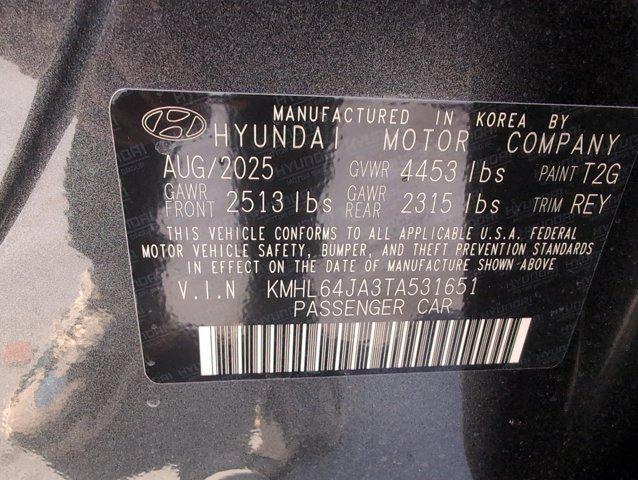 MANUFACTURED IN KOREA BY
HYUNDAI MOTOR COMPANY
AUG/2025 GVWR 4453 lbs PAINT T2G
GAWR FRONT 2513 lbs GAWR REAR 2315 lbs TRIM REY
THIS VEHICLE CONFORMS TO ALL APPLICABLE U.S.A. FEDERAL
MOTOR VEHICLE SAFETY, BUMPER, AND THEFT PREVENTION STANDARDS
IN EFFECT ON THE DATE OF MANUFACTURE SHOWN ABOVE
V.I.N KMHL64JA3TA531651
PASSENGER CAR